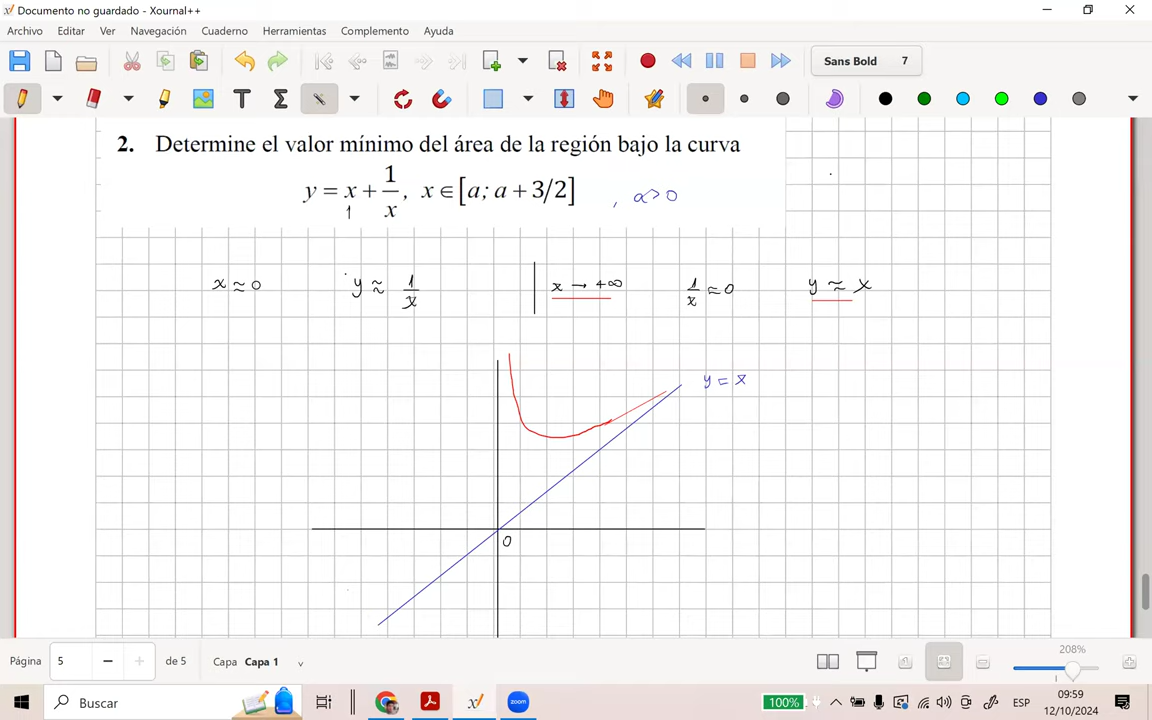 Documento no guardado - Xournal++
Archivo Editar Ver Navegación Cuaderno Herramientas Complemento Ayuda
Sans Bold 7
2. Determine el valor mínimo del área de la región bajo la curva
y = x + 1/x, x ∈ [a; a + 3/2] , a > 0
1
x ≈ 0 y ≈ 1/x x → +∞ 1/x ≈ 0 y ≈ x
y = x
0
Página 5 de 5 Capa Capa 1 208%
Buscar 100% ESP 09:59
12/10/2024